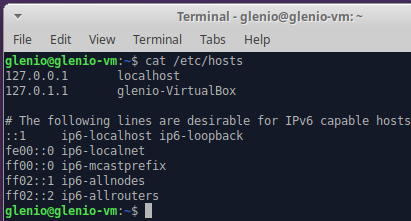 Terminal - glenio@glenio-vm: ~
File Edit View Terminal Tabs Help
glenio@glenio-vm:~$ cat /etc/hosts
127.0.0.1 localhost
127.0.1.1 glenio-VirtualBox
# The following lines are desirable for IPv6 capable hosts
::1 ip6-localhost ip6-loopback
fe00::0 ip6-localnet
ff00::0 ip6-mcastprefix
ff02::1 ip6-allnodes
ff02::2 ip6-allrouters
glenio@glenio-vm:~$